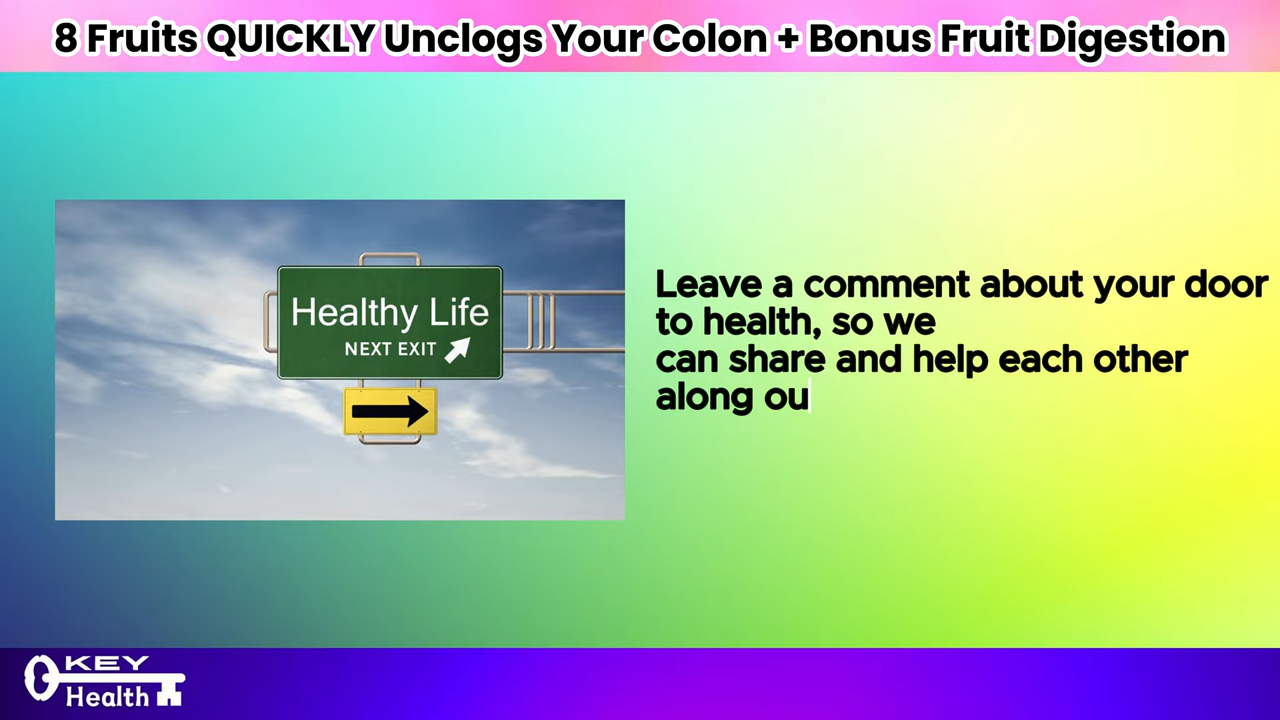 8 Fruits QUICKLY Unclogs Your Colon + Bonus Fruit Digestion
Healthy Life
NEXT EXIT
Leave a comment about your door
to health, so we
can share and help each other
along ou
KEY
Health